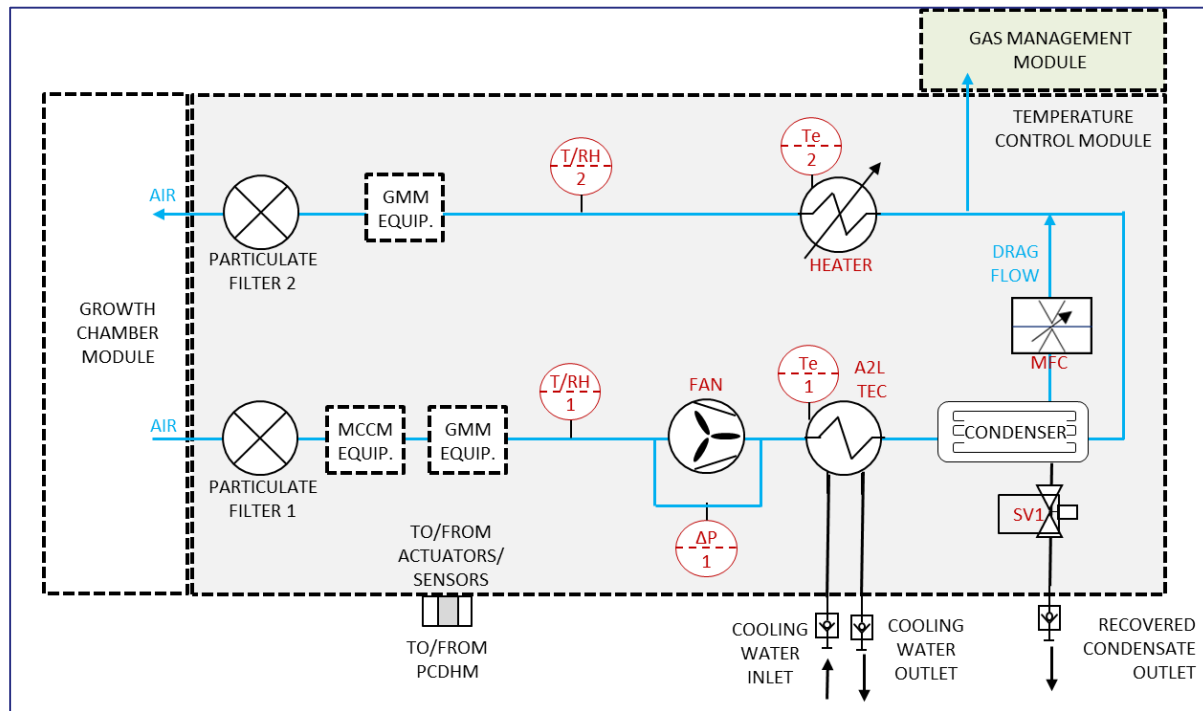 GAS MANAGEMENT
MODULE
TEMPERATURE
CONTROL MODULE
Te
2
T/RH
2
AIR
GMM
EQUIP.
PARTICULATE
FILTER 2
HEATER
DRAG
FLOW
GROWTH
CHAMBER
MODULE
MFC
Te
1
A2L
TEC
T/RH
1
FAN
AIR
MCCM
EQUIP.
GMM
EQUIP.
CONDENSER
PARTICULATE
FILTER 1
SV1
ΔP
1
TO/FROM
ACTUATORS/
SENSORS
TO/FROM
PCDHM
COOLING
WATER
INLET
COOLING
WATER
OUTLET
RECOVERED
CONDENSATE
OUTLET